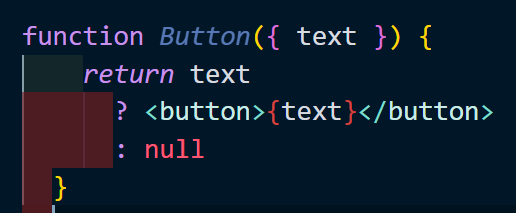 function Button({ text }) {
    return text
      ? <button>{text}</button>
      : null
  }